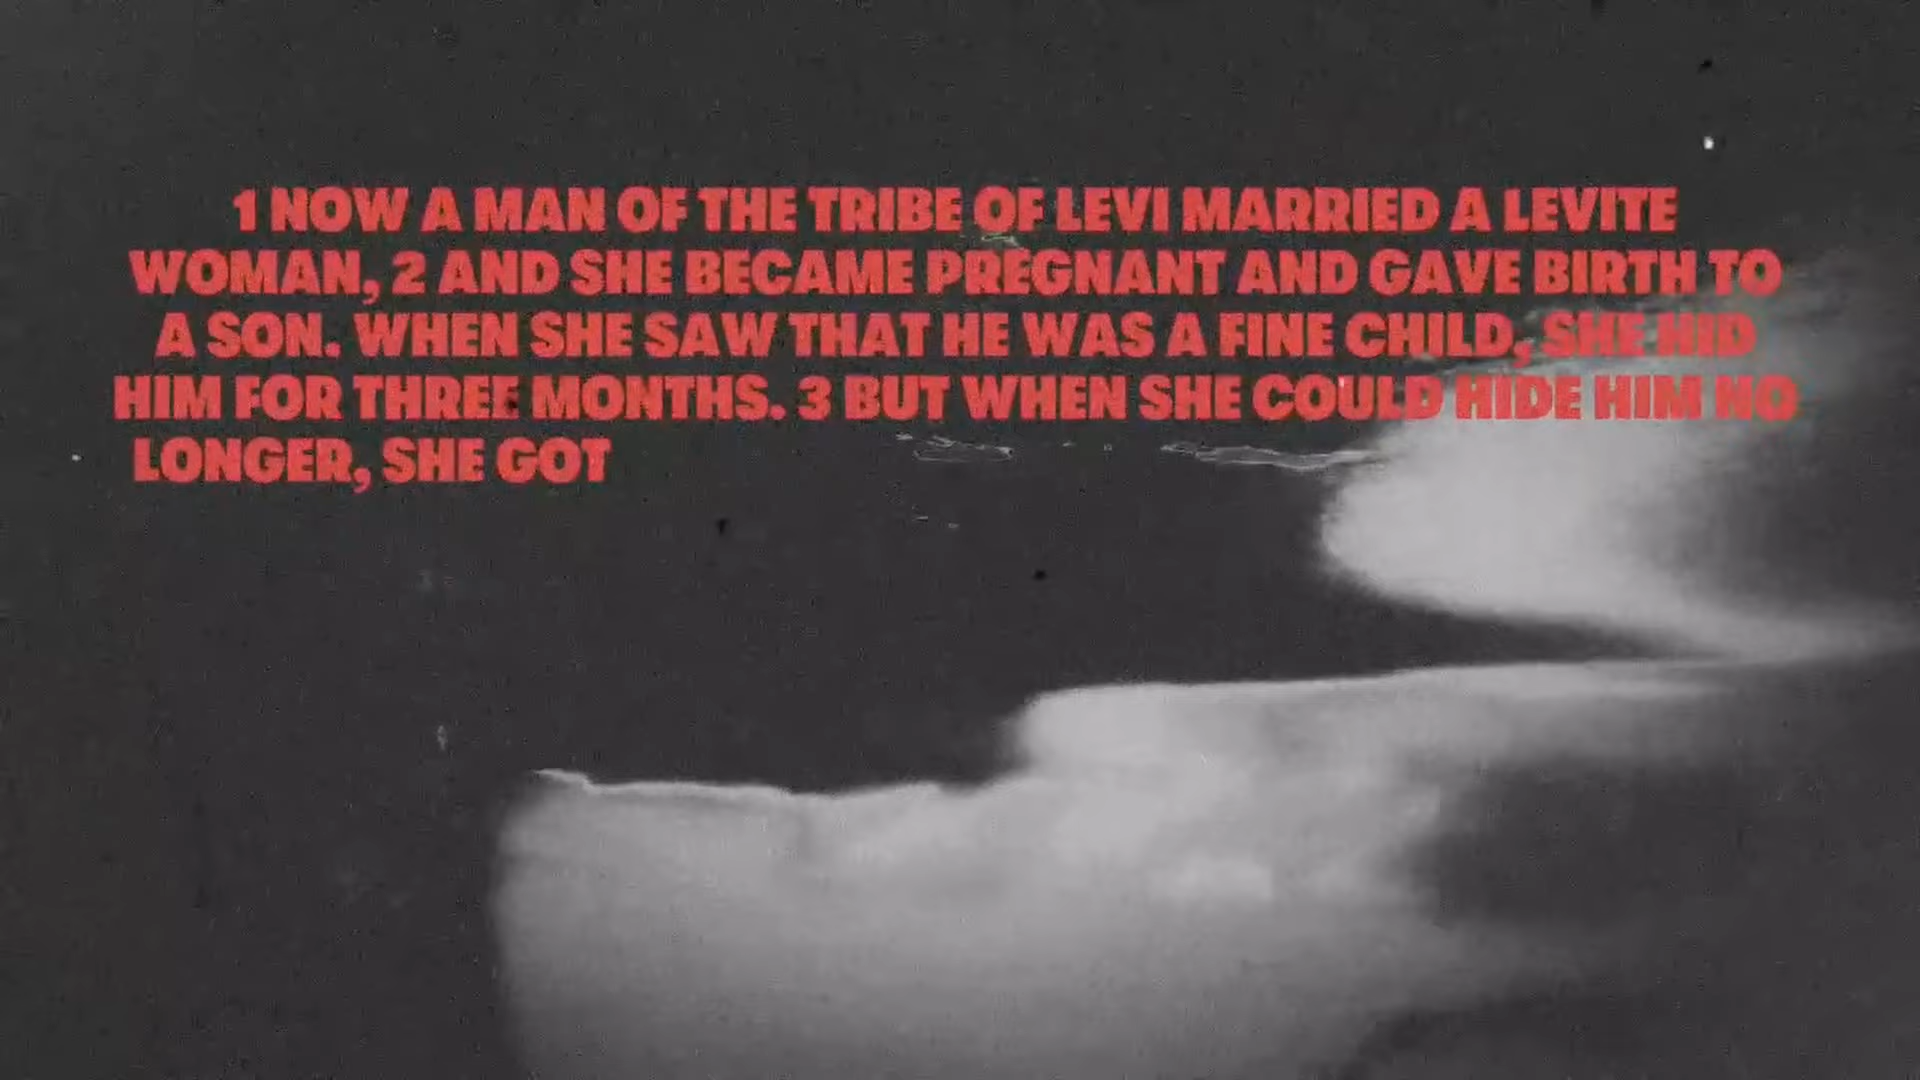 1 NOW A MAN OF THE TRIBE OF LEVI MARRIED A LEVITE
WOMAN, 2 AND SHE BECAME PREGNANT AND GAVE BIRTH TO
A SON. WHEN SHE SAW THAT HE WAS A FINE CHILD, SHE HID
HIM FOR THREE MONTHS. 3 BUT WHEN SHE COULD HIDE HIM NO
LONGER, SHE GOT